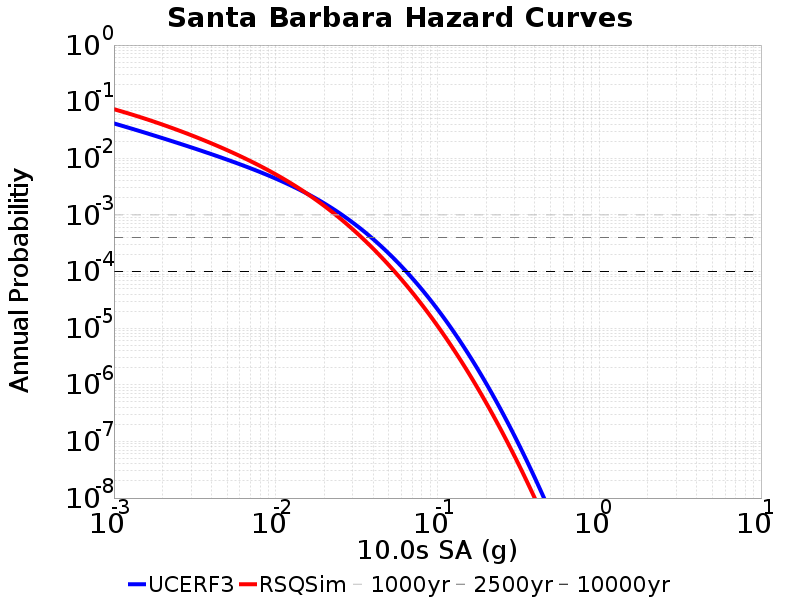 Santa Barbara Hazard Curves
10^0
10^-1
10^-2
10^-3
10^-4
10^-5
10^-6
10^-7
10^-8
Annual Probabilitiy
10^-3 10^-2 10^-1 10^0 10^1
10.0s SA (g)
UCERF3 RSQSim 1000yr 2500yr 10000yr